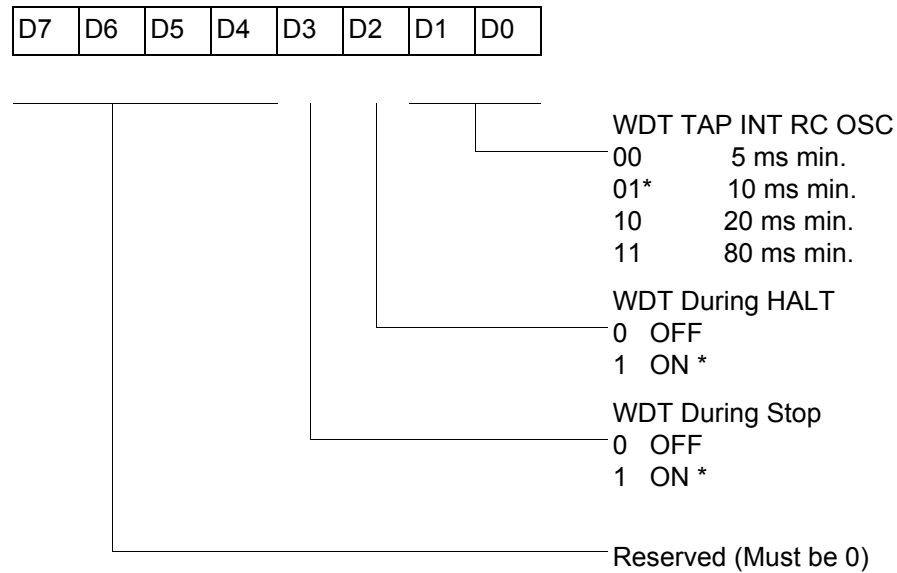 D7 D6 D5 D4 D3 D2 D1 D0
WDT TAP INT RC OSC
00 5 ms min.
01* 10 ms min.
10 20 ms min.
11 80 ms min.
WDT During HALT
0 OFF
1 ON *
WDT During Stop
0 OFF
1 ON *
Reserved (Must be 0)